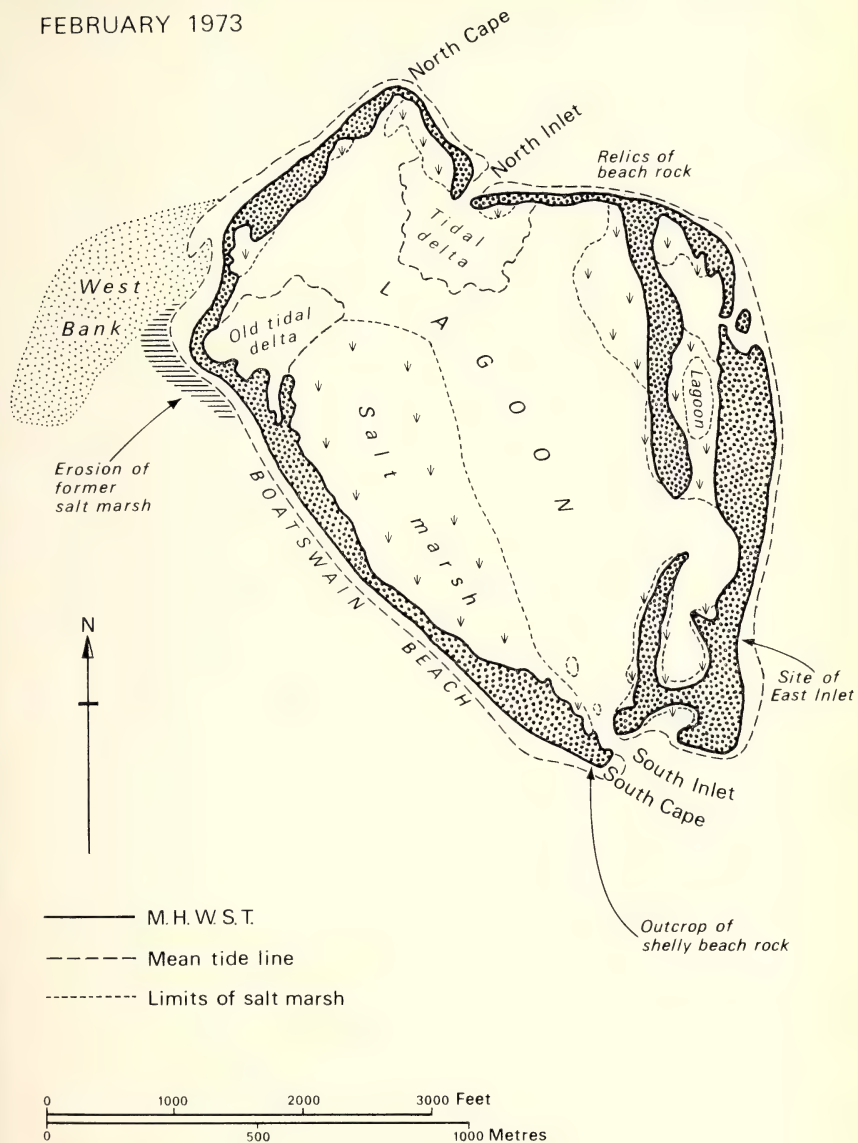 FEBRUARY 1973
North Cape
North Inlet
Relics of
beach rock
Tidal
delta
West
Bank
Old tidal
delta
LAGOON
Lagoon
Salt marsh
Erosion of
former
salt marsh
BOATSWAIN BEACH
N
Site of
East Inlet
South Inlet
South Cape
Outcrop of
shelly beach rock
M.H.W.S.T.
Mean tide line
Limits of salt marsh
0 1000 2000 3000 Feet
0 500 1000 Metres